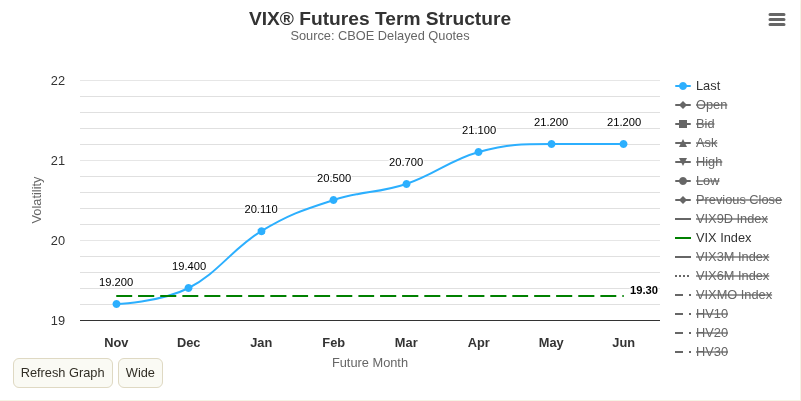 VIX® Futures Term Structure
Source: CBOE Delayed Quotes
Volatility
22
21
20
19
19.200
19.400
20.110
20.500
20.700
21.100
21.200
21.200
19.30
Nov Dec Jan Feb Mar Apr May Jun
Future Month
Last
Open
Bid
Ask
High
Low
Previous Close
VIX9D Index
VIX Index
VIX3M Index
VIX6M Index
VIXMO Index
HV10
HV20
HV30
Refresh Graph Wide